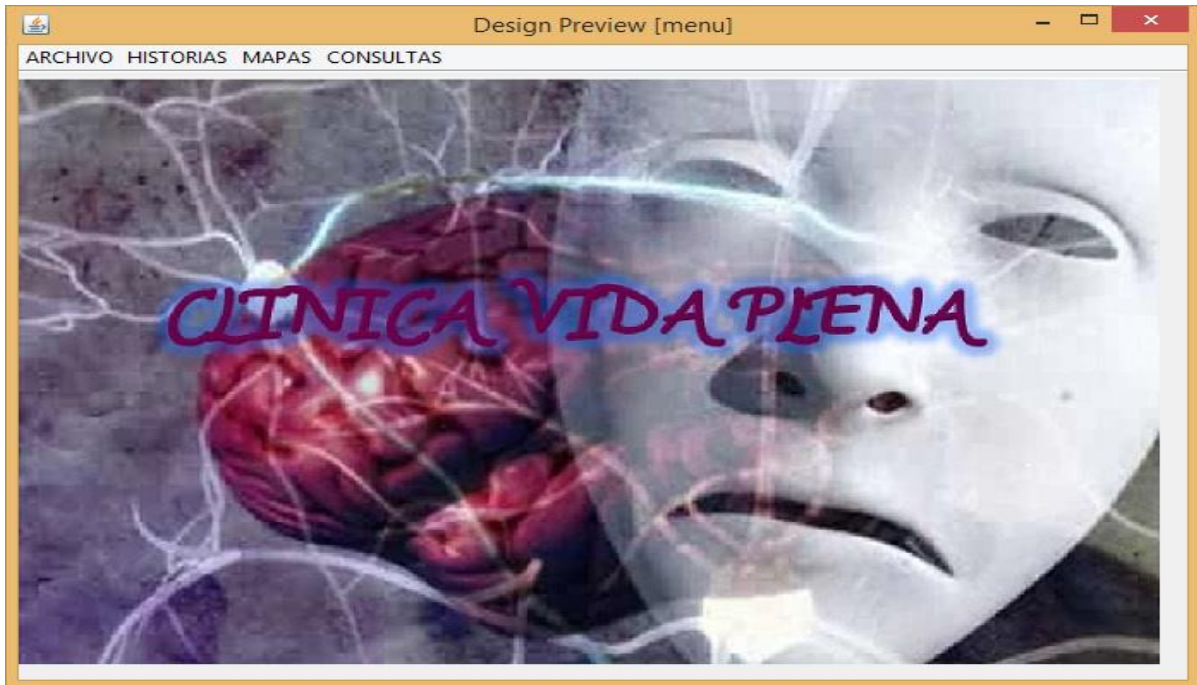 Design Preview [menu]
ARCHIVO HISTORIAS MAPAS CONSULTAS
CLINICA VIDA PLENA